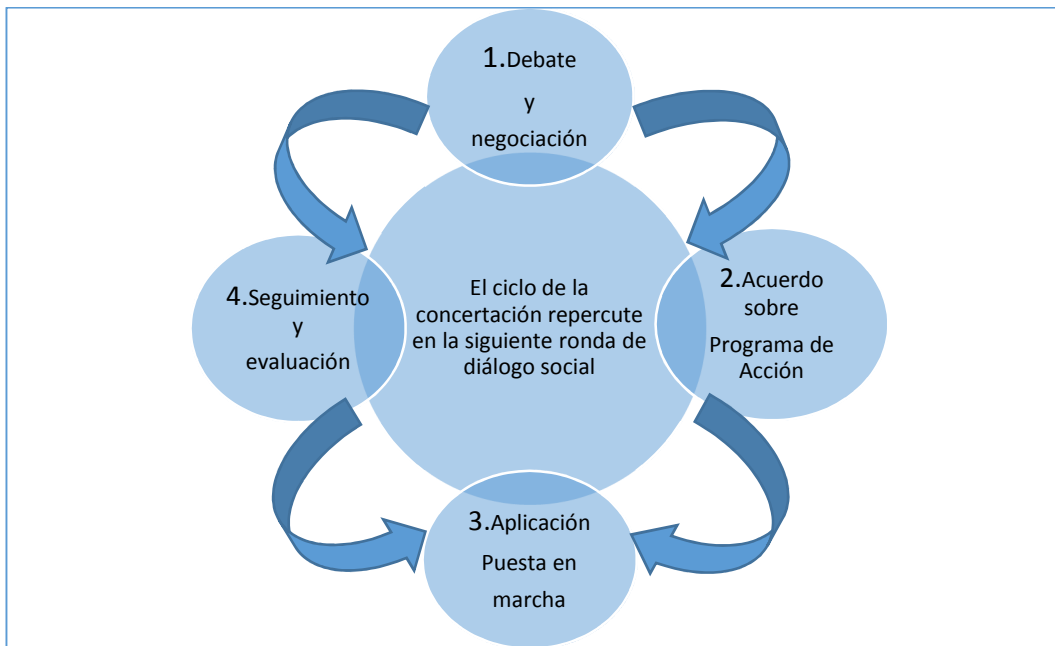 1.Debate
y
negociación
2.Acuerdo
sobre
Programa de
Acción
3.Aplicación
Puesta en
marcha
4.Seguimiento
y
evaluación
El ciclo de la
concertación repercute
en la siguiente ronda de
diálogo social